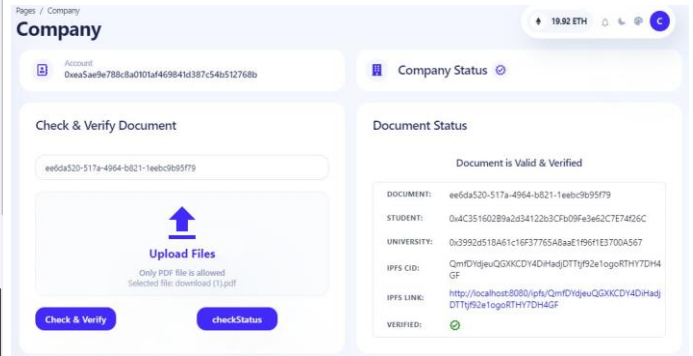 Pages / Company
Company
19.92 ETH
C
Account
0xea5ae9e788c8a0101af469841d387c54b512768b
Company Status
Check & Verify Document
ee6da520-517a-4964-b821-1eebc9b95f79
Upload Files
Only PDF file is allowed
Selected file: download (1).pdf
Check & Verify
checkStatus
Document Status
Document is Valid & Verified
DOCUMENT: ee6da520-517a-4964-b821-1eebc9b95f79
STUDENT: 0x4C351602B9a2d34122b3CFb09Fe3e62C7E74f26C
UNIVERSITY: 0x3992d518A61c16F37765A8aaE1f96f1E3700A567
IPFS CID: QmfDYdjeuQGXKCDY4DiHadjDTTtjf92e1ogoRTHY7DH4
GF
IPFS LINK: http://localhost:8080/ipfs/QmfDYdjeuQGXKCDY4DiHadj
DTTtjf92e1ogoRTHY7DH4GF
VERIFIED: